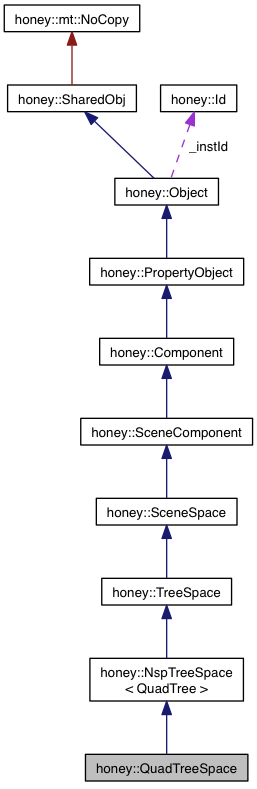 honey::mt::NoCopy
honey::SharedObj
honey::Id
_instId
honey::Object
honey::PropertyObject
honey::Component
honey::SceneComponent
honey::SceneSpace
honey::TreeSpace
honey::NspTreeSpace
< QuadTree >
honey::QuadTreeSpace